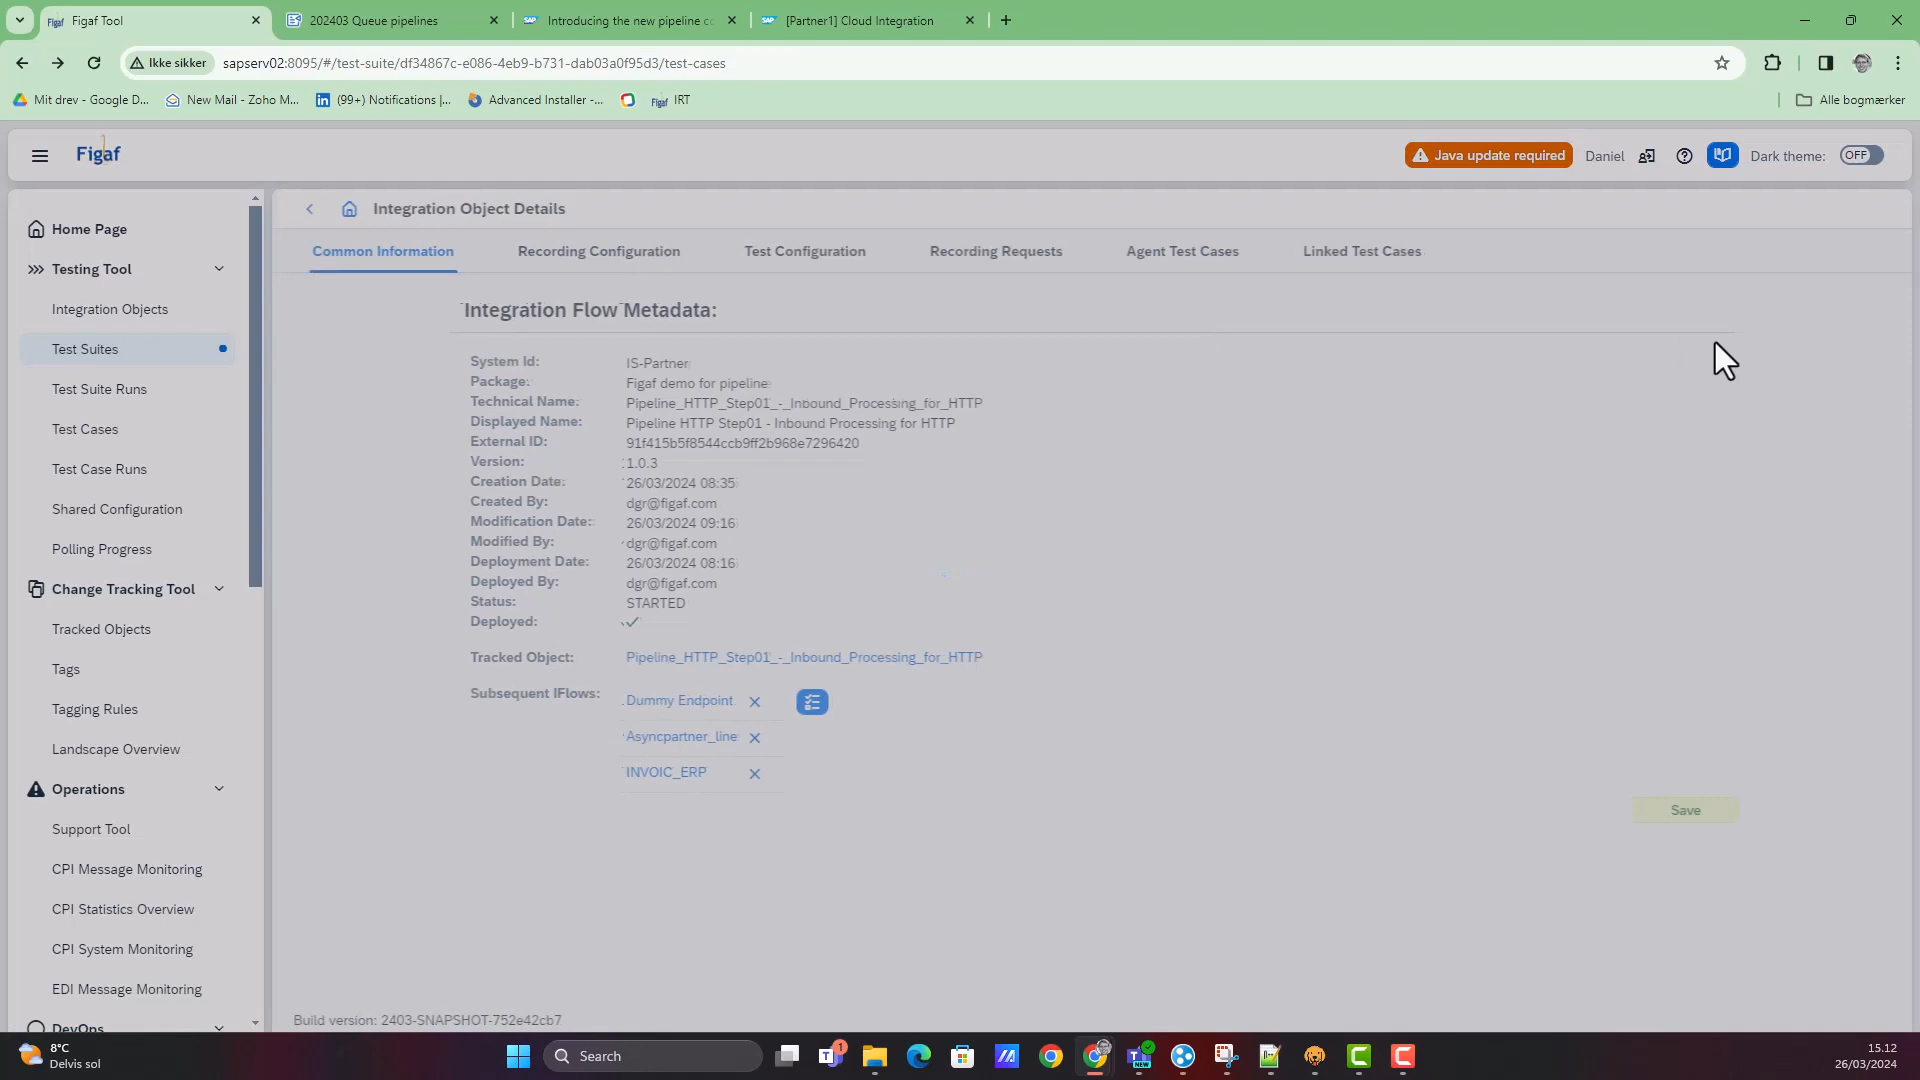 Figaf Figaf Tool
202403 Queue pipelines
SAP Introducing the new pipeline co
SAP [Partner1] Cloud Integration
Ikke sikker
sapserv02:8095/#/test-suite/df34867c-e086-4eb9-b731-dab03a0f95d3/test-cases
Mit drev - Google D...
New Mail - Zoho M...
(99+) Notifications |...
Advanced Installer -...
Figaf IRT
Alle bogmærker
Figaf
Java update required
Daniel
Dark theme:
OFF
Home Page
Testing Tool
Integration Objects
Test Suites
Test Suite Runs
Test Cases
Test Case Runs
Shared Configuration
Polling Progress
Change Tracking Tool
Tracked Objects
Tags
Tagging Rules
Landscape Overview
Operations
Support Tool
CPI Message Monitoring
CPI Statistics Overview
CPI System Monitoring
EDI Message Monitoring
DevOps
Integration Object Details
Common Information
Recording Configuration
Test Configuration
Recording Requests
Agent Test Cases
Linked Test Cases
Integration Flow Metadata:
System Id: IS-Partner
Package: Figaf demo for pipeline
Technical Name: Pipeline_HTTP_Step01_-_Inbound_Processing_for_HTTP
Displayed Name: Pipeline HTTP Step01 - Inbound Processing for HTTP
External ID: 91f415b5f8544ccb9ff2b968e7296420
Version: 1.0.3
Creation Date: 26/03/2024 08:35
Created By: dgr@figaf.com
Modification Date: 26/03/2024 09:16
Modified By: dgr@figaf.com
Deployment Date: 26/03/2024 08:16
Deployed By: dgr@figaf.com
Status: STARTED
Deployed:
Tracked Object: Pipeline_HTTP_Step01_-_Inbound_Processing_for_HTTP
Subsequent IFlows: Dummy Endpoint
Asyncpartner_line
INVOIC_ERP
Save
Build version: 2403-SNAPSHOT-752e42cb7
8°C
Delvis sol
Search
1
NEW
15.12
26/03/2024